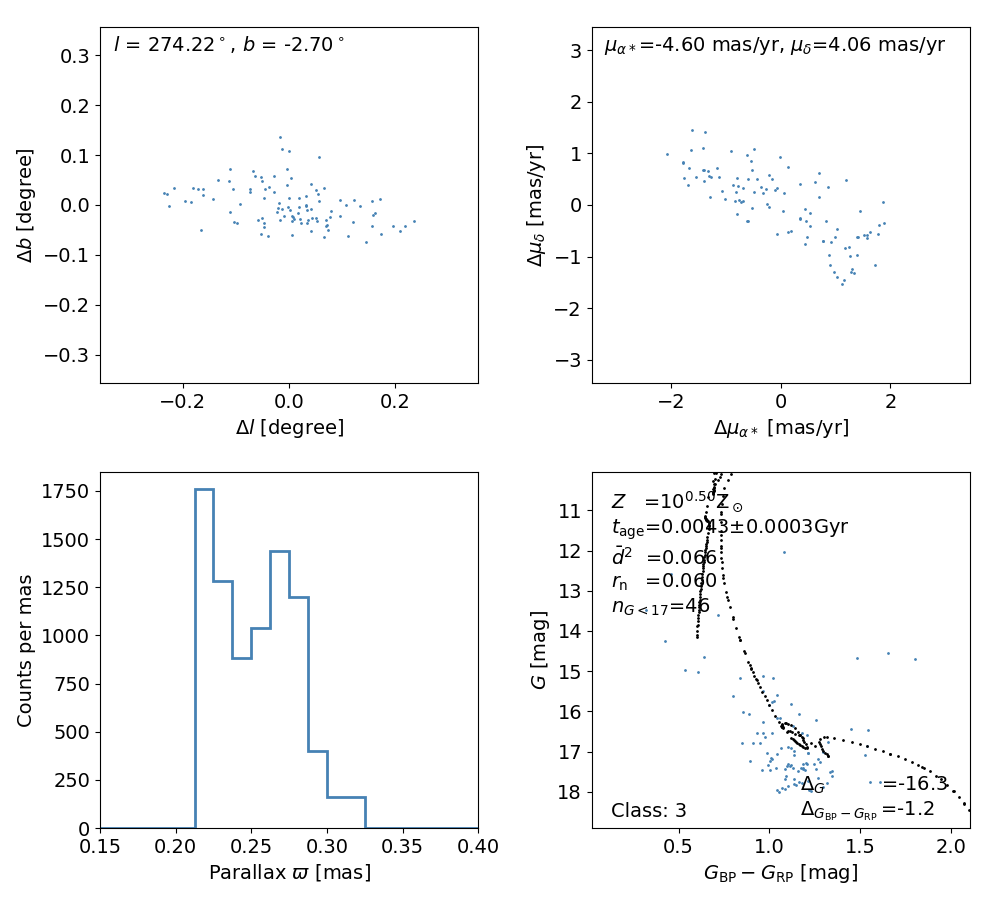 l = 274.22°, b = -2.70°
0.3
0.2
0.1
0.0
−0.1
−0.2
−0.3
−0.2 0.0 0.2
Δl [degree]
Δb [degree]
μα*=-4.60 mas/yr, μδ=4.06 mas/yr
3
2
1
0
−1
−2
−3
−2 0 2
Δμα* [mas/yr]
Δμδ [mas/yr]
1750
1500
1250
1000
750
500
250
0
0.15 0.20 0.25 0.30 0.35 0.40
Parallax ϖ [mas]
Counts per mas
Z =10^0.50 Z⊙
t_age=0.0043±0.0003Gyr
d̄² =0.066
r_n =0.060
n_G<17=46
11
12
13
14
15
16
17
18
Δ_G =-16.3
Δ_G_BP−G_RP =-1.2
Class: 3
0.5 1.0 1.5 2.0
G_BP − G_RP [mag]
G [mag]